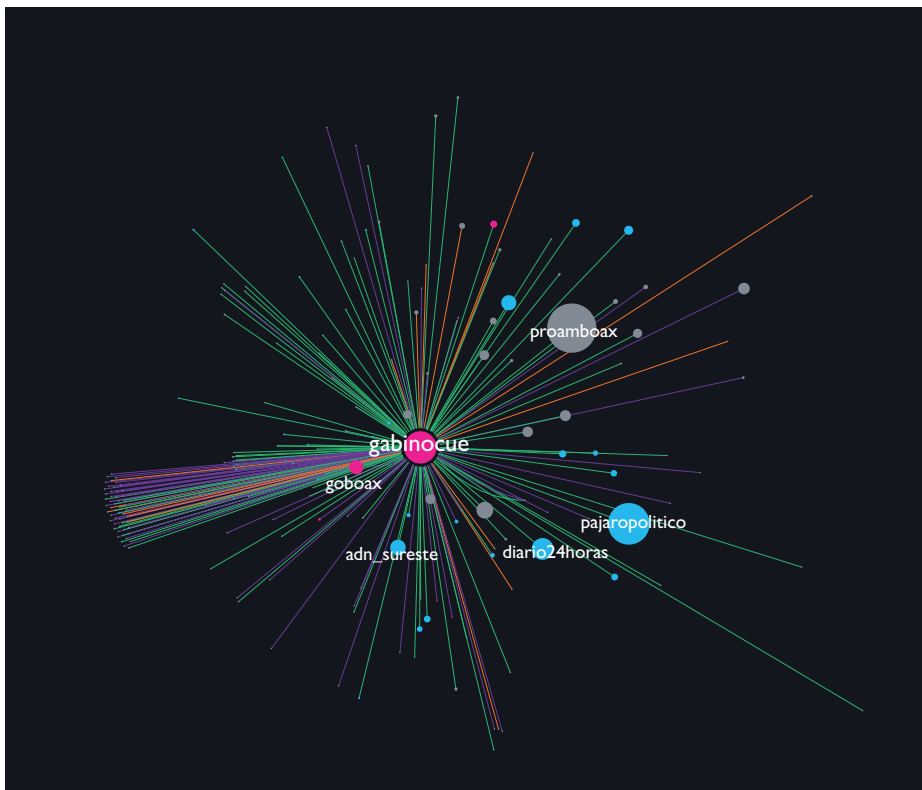 proamboax
gabinocue
goboax
pajaropolitico
adn_sureste
diario24horas